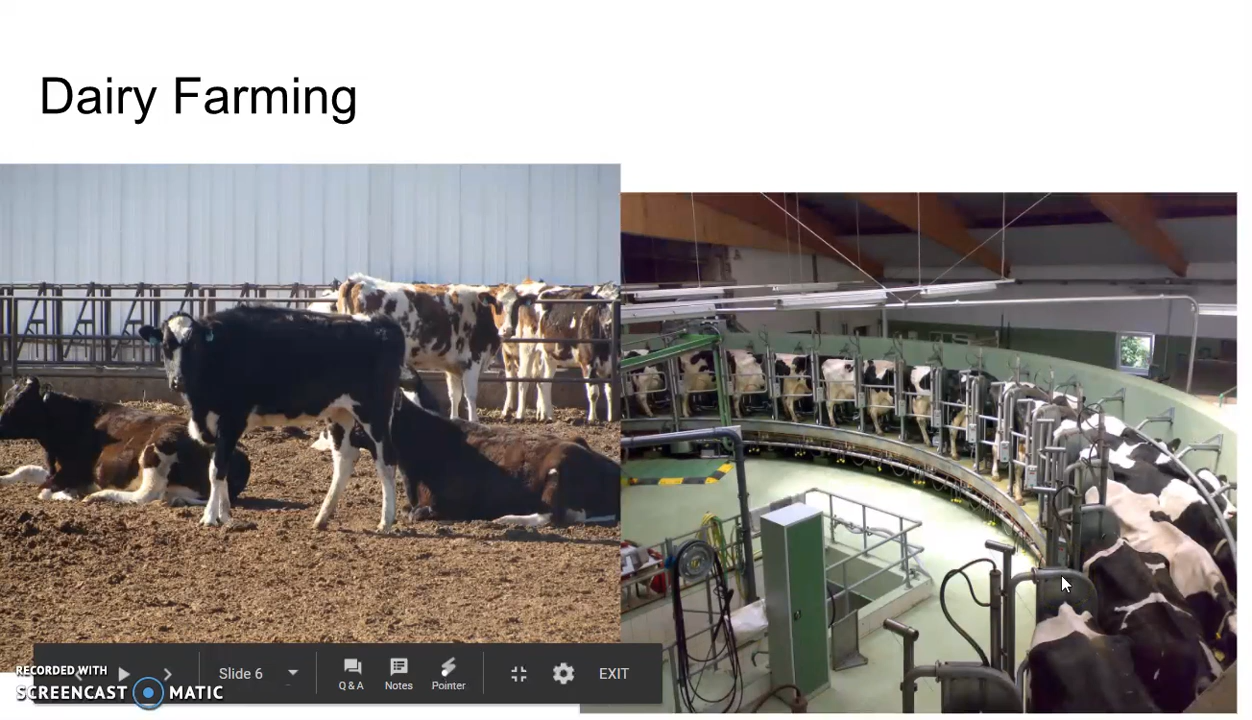 Dairy Farming
Slide 6
Q & A
Notes
Pointer
EXIT
RECORDED WITH
SCREENCAST MATIC